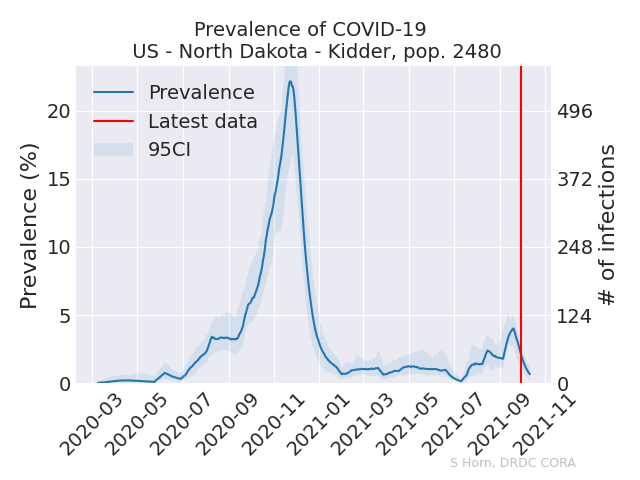 Prevalence of COVID-19
US - North Dakota - Kidder, pop. 2480
Prevalence
Latest data
95CI
Prevalence (%)
20
15
10
5
0
496
372
248
124
0
# of infections
2020-03
2020-05
2020-07
2020-09
2020-11
2021-01
2021-03
2021-05
2021-07
2021-09
2021-11
S Horn, DRDC CORA